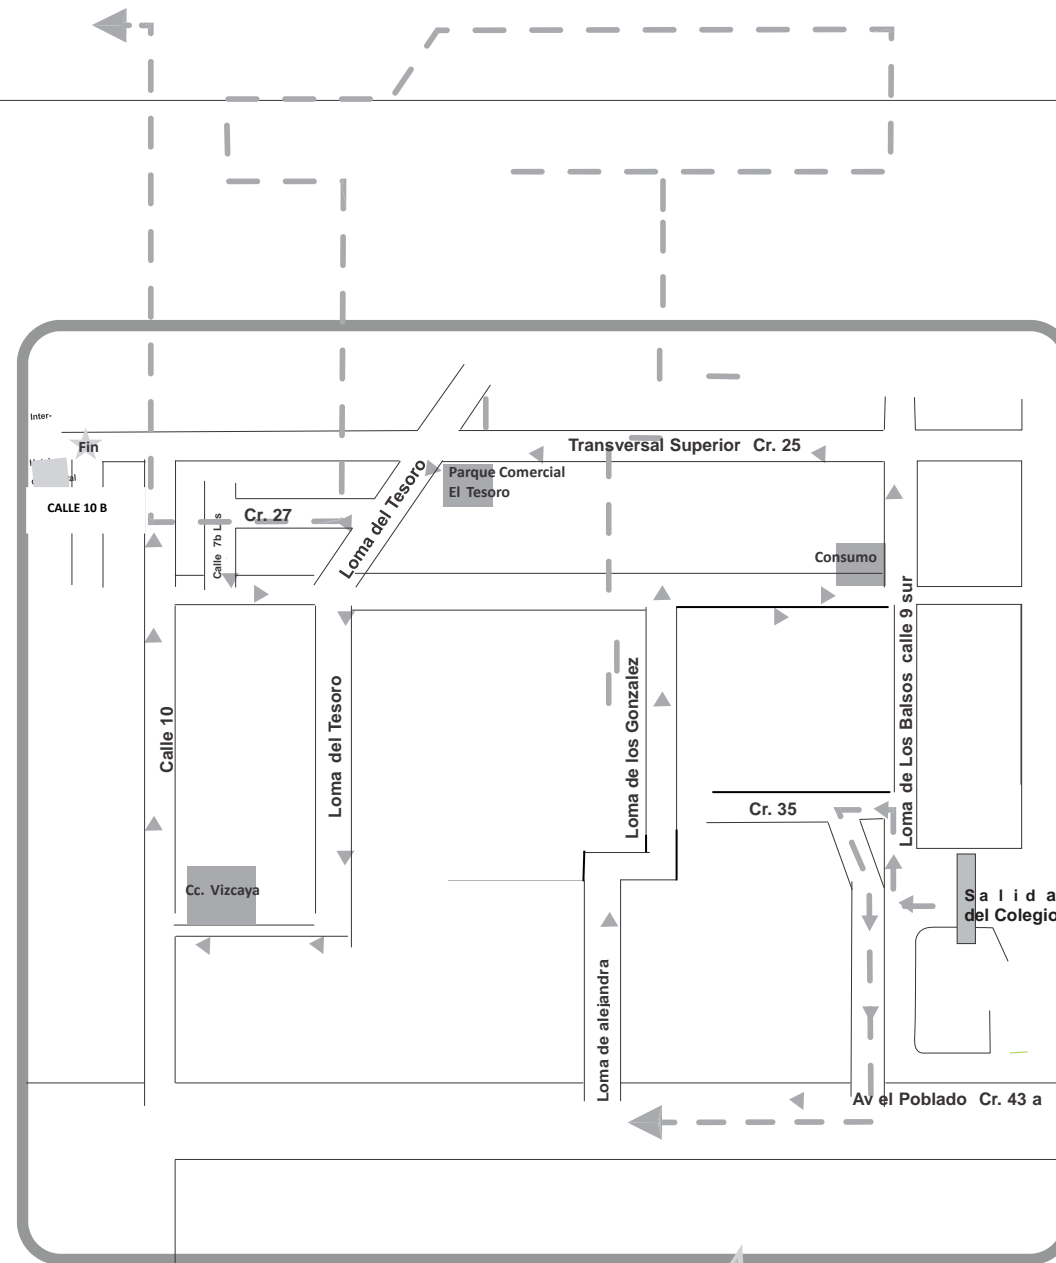 Inter-
Fin
Transversal Superior Cr. 25
Parque Comercial
El Tesoro
CALLE 10 B
Cr. 27
Calle 7b
Loma del Tesoro
Consumo
Calle 10
Loma del Tesoro
Loma de los Gonzalez
Loma de Los Balsos calle 9 sur
Cr. 35
Cc. Vizcaya
Salida
del Colegio
Loma de alejandra
Av el Poblado Cr. 43 a